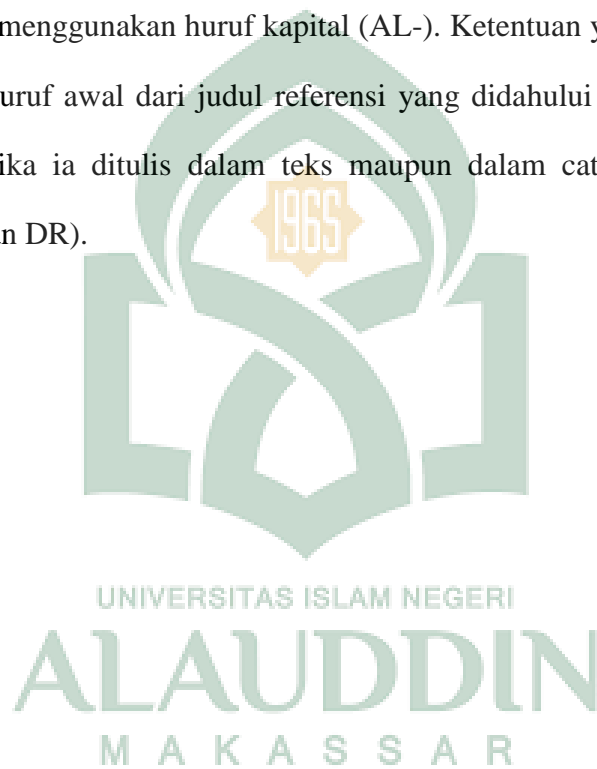 menggunakan huruf kapital (AL-). Ketentuan
uruf awal dari judul referensi yang didahului
ika ia ditulis dalam teks maupun dalam cat
n DR).
1965
UNIVERSITAS ISLAM NEGERI
ALAUDDIN
MAKASSAR